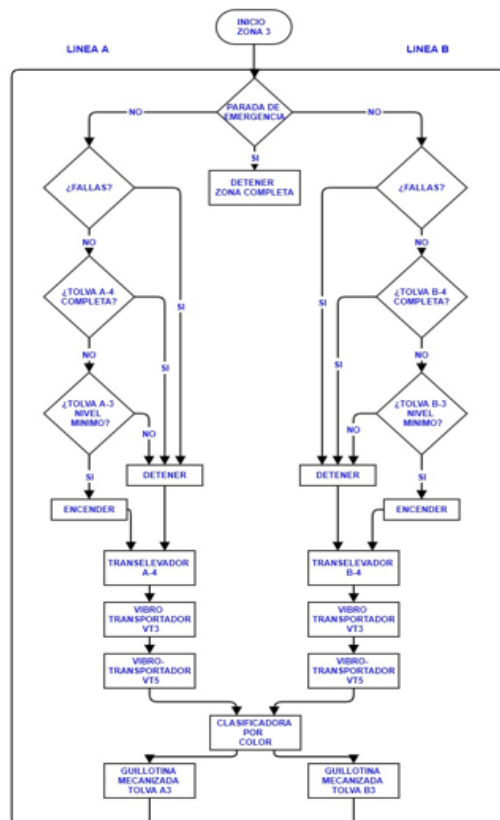 INICIO
ZONA 3
LINEA A
LINEA B
PARADA DE
EMERGENCIA
NO
NO
SI
DETENER
ZONA COMPLETA
¿FALLAS?
¿FALLAS?
NO
NO
¿TOLVA A-4
COMPLETA?
¿TOLVA B-4
COMPLETA?
SI
SI
NO
NO
SI
SI
¿TOLVA A-3
NIVEL
MINIMO?
¿TOLVA B-3
NIVEL
MINIMO?
NO
NO
SI
SI
DETENER
DETENER
ENCENDER
ENCENDER
TRANSELEVADOR
A-4
TRANSELEVADOR
B-4
VIBRO
TRANSPORTADOR
VT3
VIBRO
TRANSPORTADOR
VT3
VIBRO-
TRANSPORTADOR
VT5
VIBRO-
TRANSPORTADOR
VT5
CLASIFICADORA
POR
COLOR
GUILLOTINA
MECANIZADA
TOLVA A3
GUILLOTINA
MECANIZADA
TOLVA B3